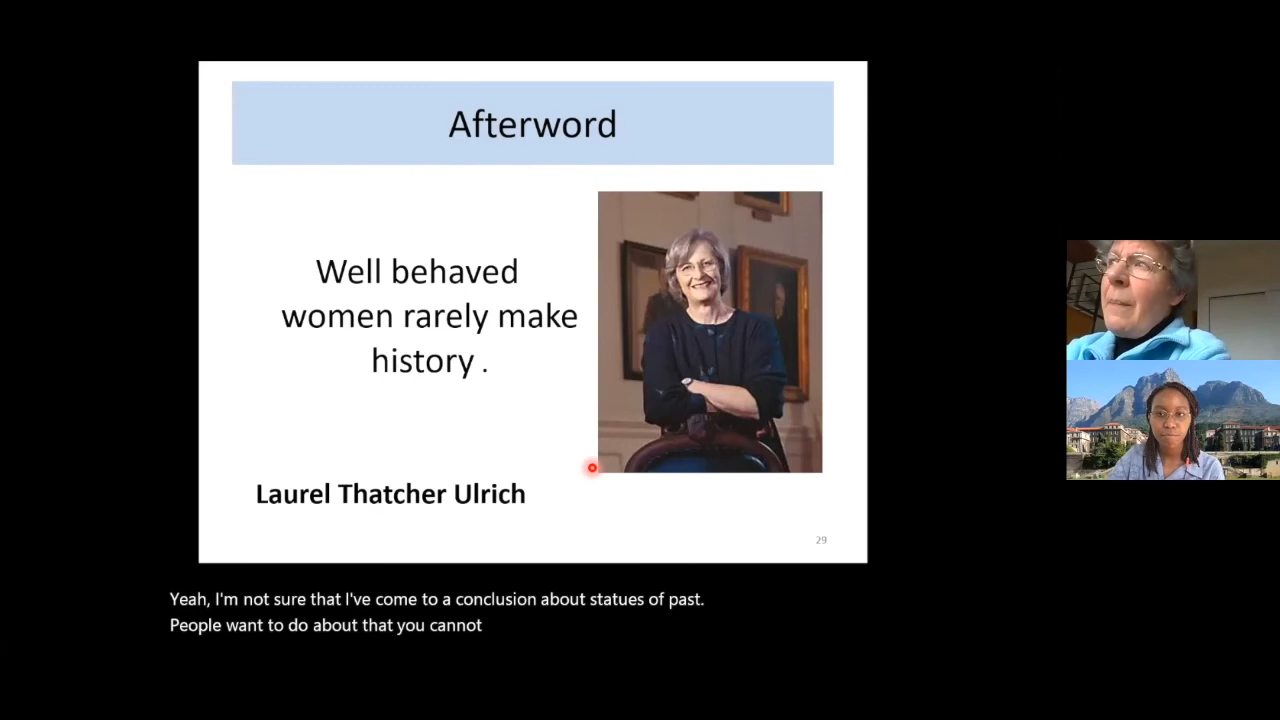 Afterword
Well behaved
women rarely make
history .
Laurel Thatcher Ulrich
29
Yeah, I'm not sure that I've come to a conclusion about statues of past.
People want to do about that you cannot